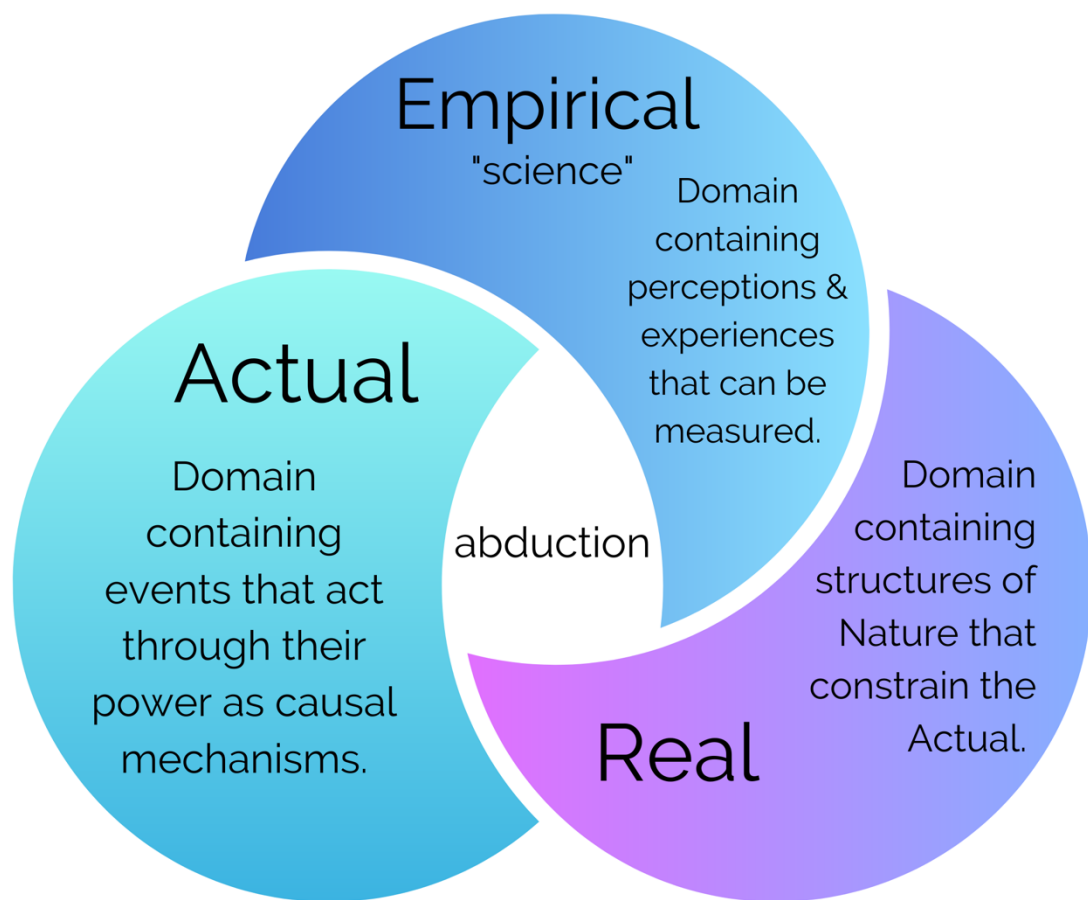 Empirical
"science"
Domain
containing
perceptions &
experiences
that can be
measured.
Actual
Domain
containing
events that act
through their
power as causal
mechanisms.
abduction
Real
Domain
containing
structures of
Nature that
constrain the
Actual.